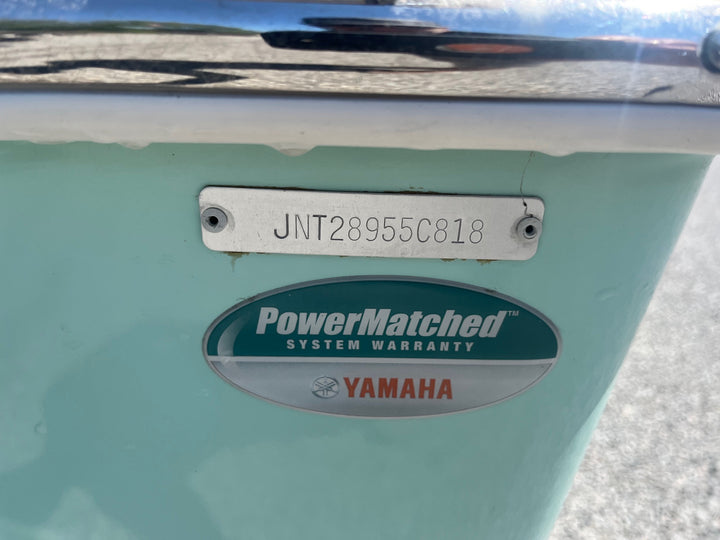 JNT28955C818
PowerMatched™
SYSTEM WARRANTY
YAMAHA